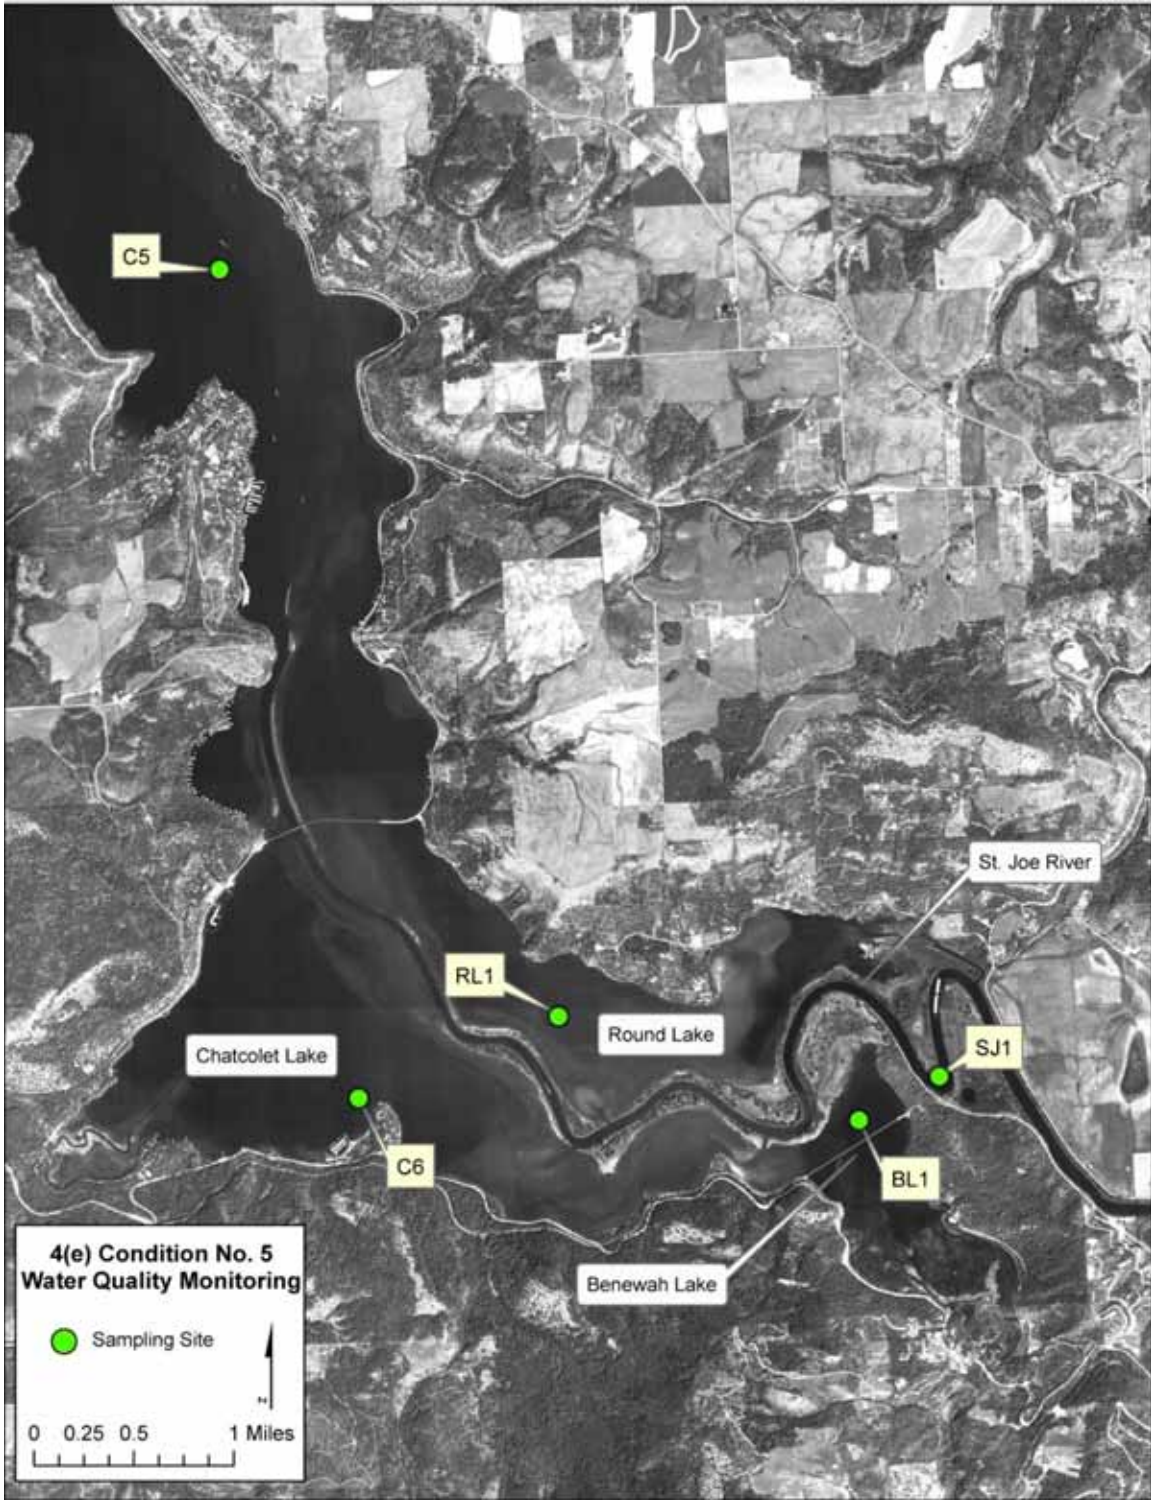 C5
St. Joe River
RL1
Round Lake
SJ1
Chatcolet Lake
C6
BL1
Benewah Lake
4(e) Condition No. 5
Water Quality Monitoring
Sampling Site
N
0 0.25 0.5 1 Miles